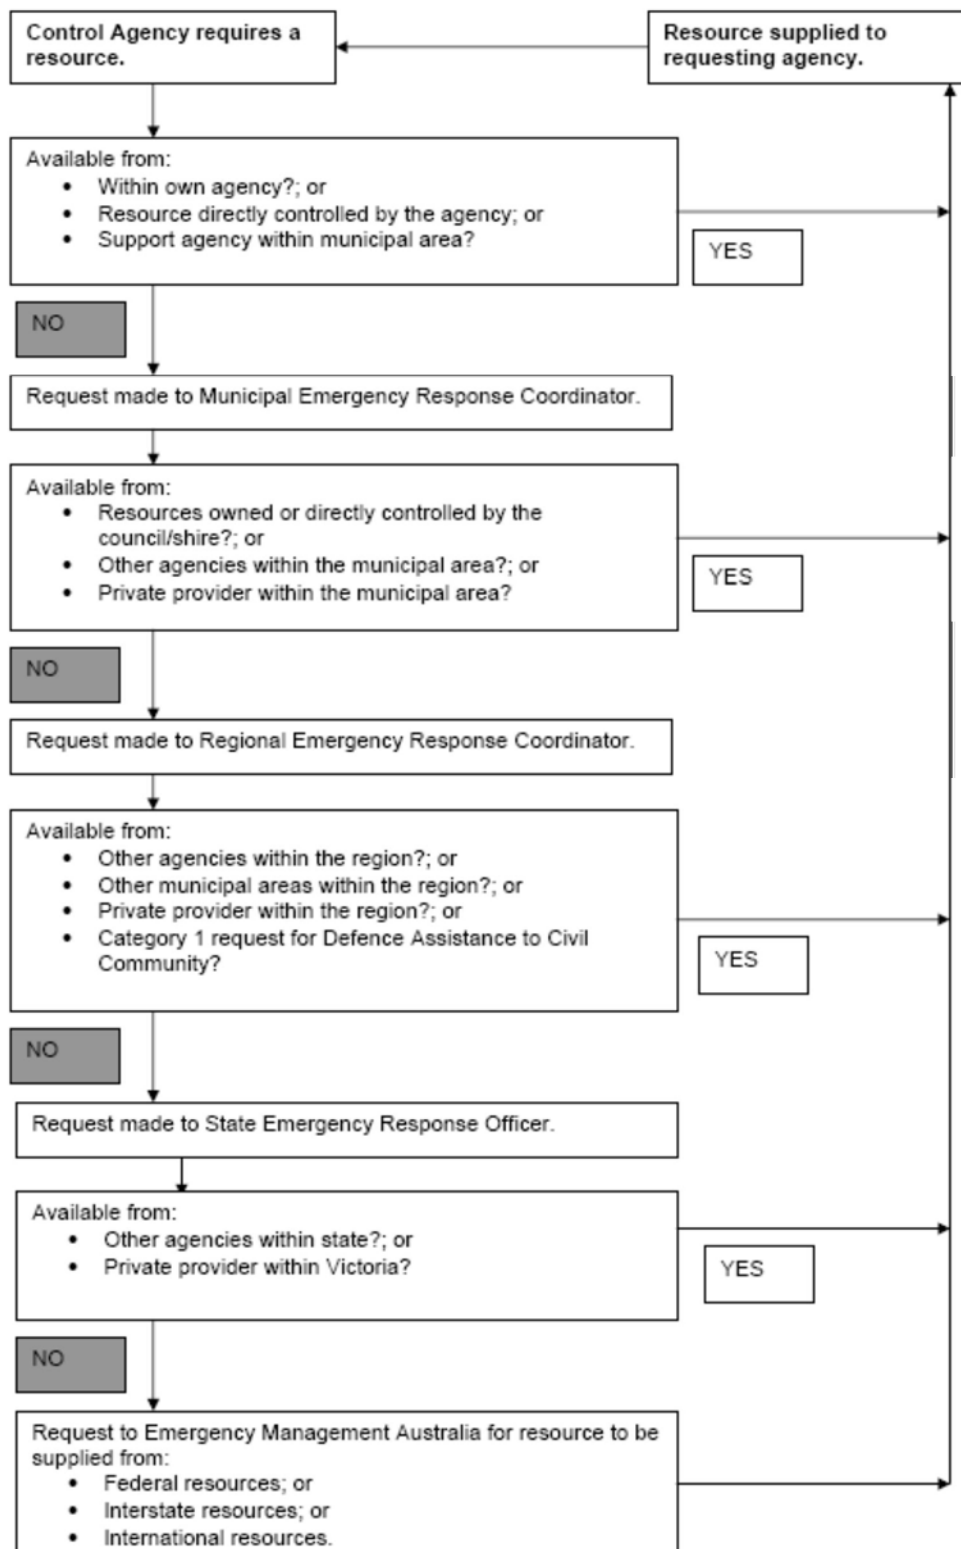 Control Agency requires a
resource.
Resource supplied to
requesting agency.
Available from:
• Within own agency?; or
• Resource directly controlled by the agency; or
• Support agency within municipal area?
YES
NO
Request made to Municipal Emergency Response Coordinator.
Available from:
• Resources owned or directly controlled by the
council/shire?; or
• Other agencies within the municipal area?; or
• Private provider within the municipal area?
YES
NO
Request made to Regional Emergency Response Coordinator.
Available from:
• Other agencies within the region?; or
• Other municipal areas within the region?; or
• Private provider within the region?; or
• Category 1 request for Defence Assistance to Civil
Community?
YES
NO
Request made to State Emergency Response Officer.
Available from:
• Other agencies within state?; or
• Private provider within Victoria?
YES
NO
Request to Emergency Management Australia for resource to be
supplied from:
• Federal resources; or
• Interstate resources; or
• International resources.